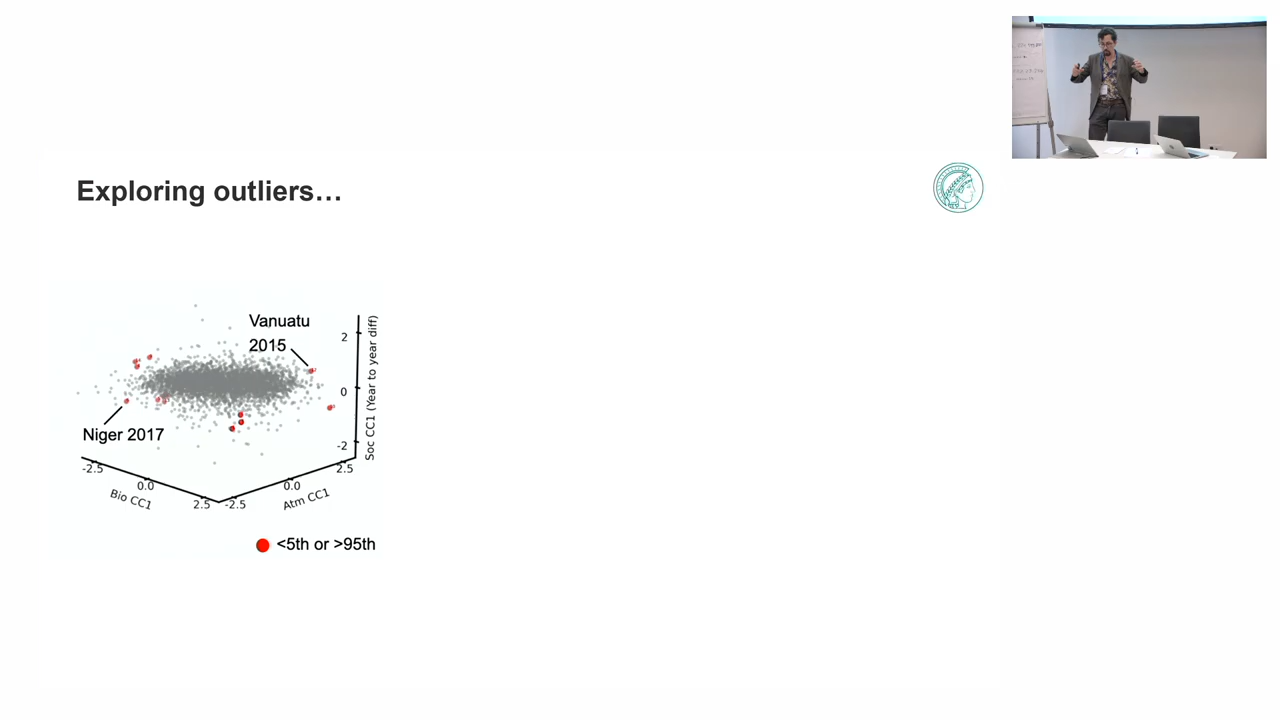 Exploring outliers…
Vanuatu
2015
Niger 2017
2
0
-2
Soc CC1 (Year to year diff)
-2.5
0.0
2.5
Bio CC1
-2.5
0.0
2.5
Atm CC1
<5th or >95th